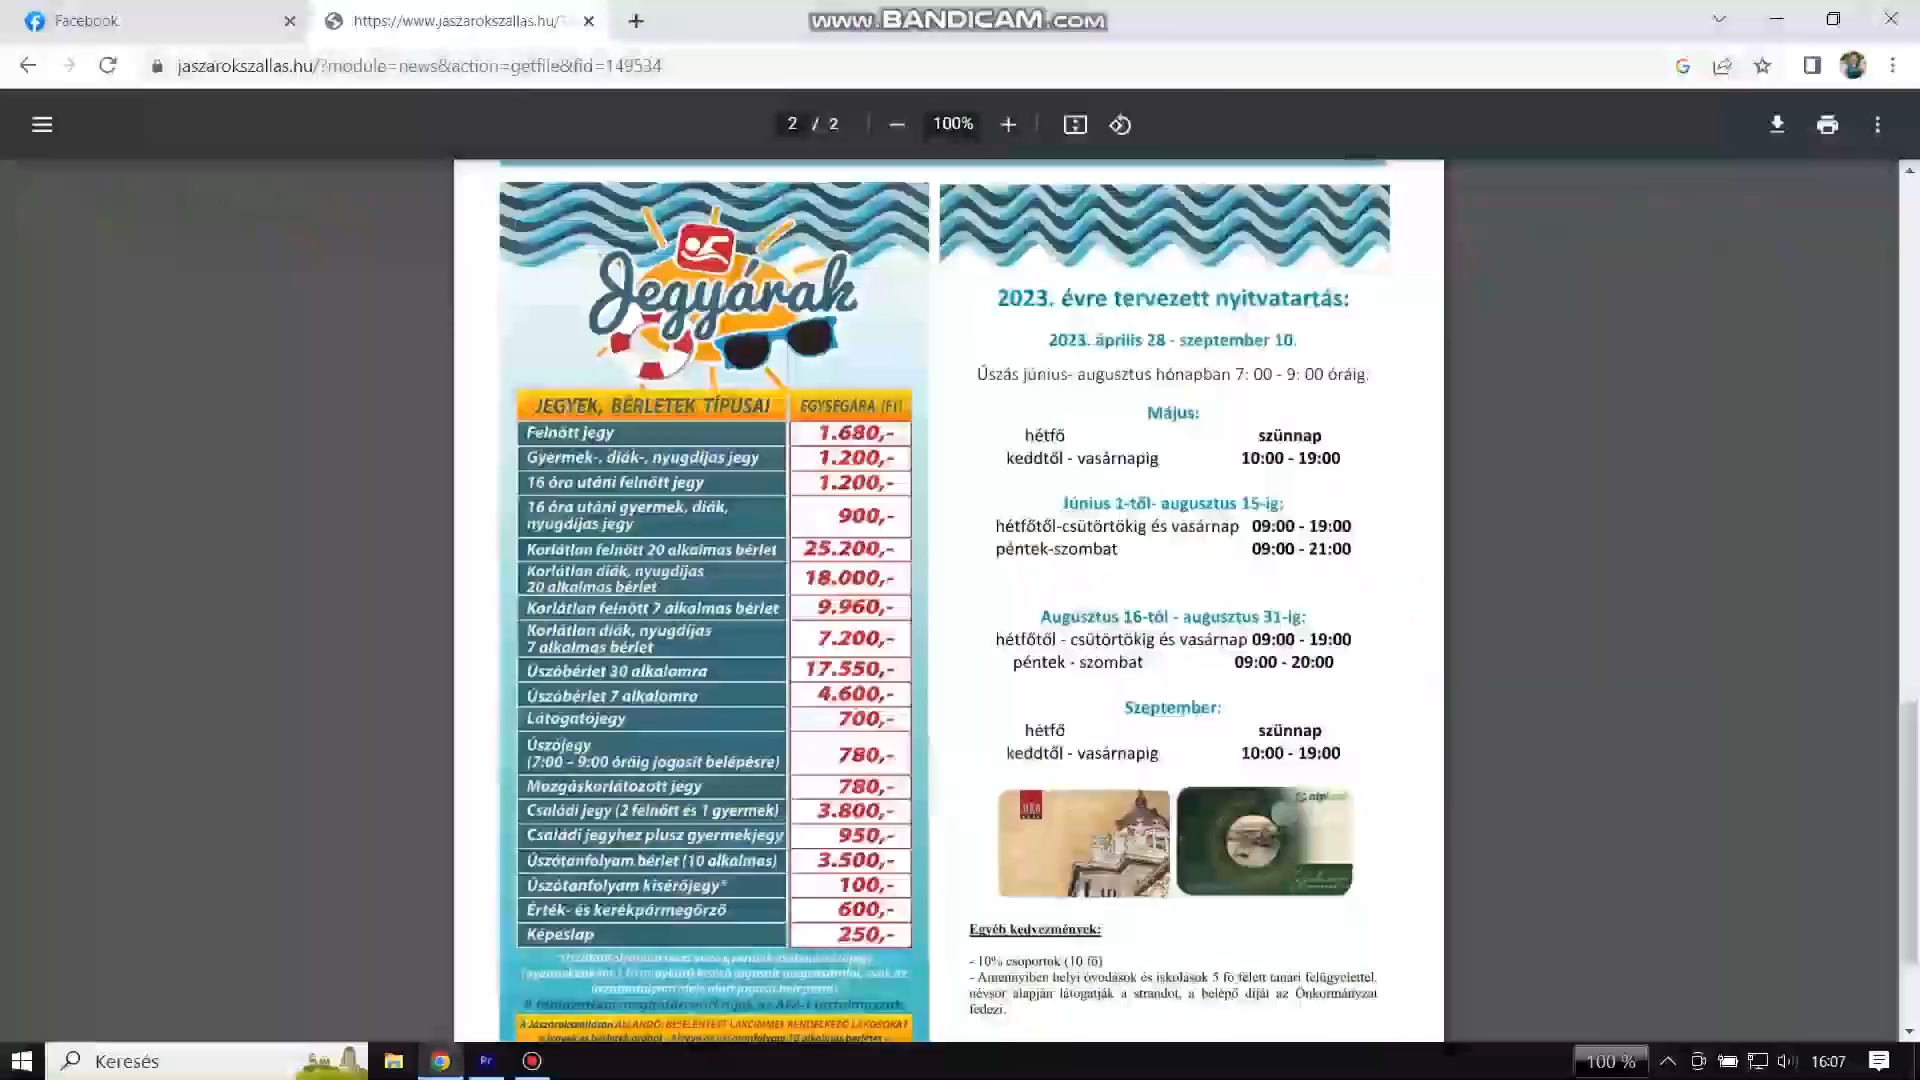 Facebook
https://www.jaszarokszallas.hu/?
www.BANDICAM.com
jaszarokszallas.hu/?module=news&action=getfile&fid=149534
2 / 2
100%
Jegyárak
JEGYEK, BÉRLETEK TÍPUSAI EGYSÉGÁRA (Ft)
Felnőtt jegy 1.680,-
Gyermek-, diák-, nyugdíjas jegy 1.200,-
16 óra utáni felnőtt jegy 1.200,-
16 óra utáni gyermek, diák,
nyugdíjas jegy 900,-
Korlátlan felnőtt 20 alkalmas bérlet 25.200,-
Korlátlan diák, nyugdíjas
20 alkalmas bérlet 18.000,-
Korlátlan felnőtt 7 alkalmas bérlet 9.960,-
Korlátlan diák, nyugdíjas
7 alkalmas bérlet 7.200,-
Úszóbérlet 30 alkalomra 17.550,-
Úszóbérlet 7 alkalomra 4.600,-
Látogatójegy 700,-
Úszójegy
(7:00 – 9:00 óráig jogosít belépésre) 780,-
Mozgáskorlátozott jegy 780,-
Családi jegy (2 felnőtt és 1 gyermek) 3.800,-
Családi jegyhez plusz gyermekjegy 950,-
Úszótanfolyam bérlet (10 alkalmas) 3.500,-
Úszótanfolyam kísérőjegy* 100,-
Érték- és kerékpármegőrző 600,-
Képeslap 250,-
A Jászárokszálláson ÁLLANDÓ, BEJELENTETT LAKCÍMMEL RENDELKEZŐ LAKOSOKAT
2023. évre tervezett nyitvatartás:
2023. április 28 - szeptember 10.
Úszás június- augusztus hónapban 7: 00 - 9: 00 óráig.
Május:
hétfő szünnap
keddtől - vasárnapig 10:00 - 19:00
Június 1-től- augusztus 15-ig:
hétfőtől-csütörtökig és vasárnap 09:00 - 19:00
péntek-szombat 09:00 - 21:00
Augusztus 16-tól - augusztus 31-ig:
hétfőtől - csütörtökig és vasárnap 09:00 - 19:00
péntek - szombat 09:00 - 20:00
Szeptember:
hétfő szünnap
keddtől - vasárnapig 10:00 - 19:00
Egyéb kedvezmények:
- 10% csoportok (10 fő)
- Amennyiben helyi óvodások és iskolások 5 fő felett tanári felügyelettel,
névsor alapján látogatják a strandot, a belépő díját az Önkormányzat
fedezi.
Keresés
Pr
100 %
16:07